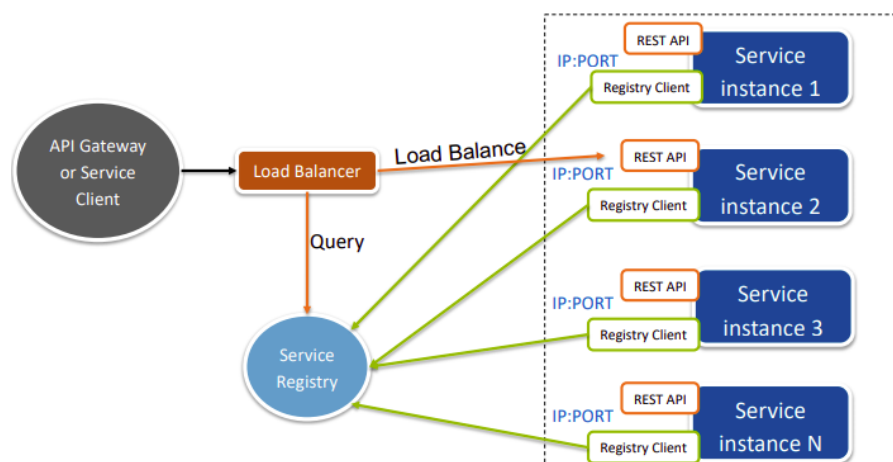 REST API
Service
instance 1
IP:PORT
Registry Client
API Gateway
or Service
Client
Load Balancer
Load Balance
REST API
Service
instance 2
IP:PORT
Registry Client
Query
REST API
Service
instance 3
IP:PORT
Registry Client
Service
Registry
REST API
Service
instance N
IP:PORT
Registry Client